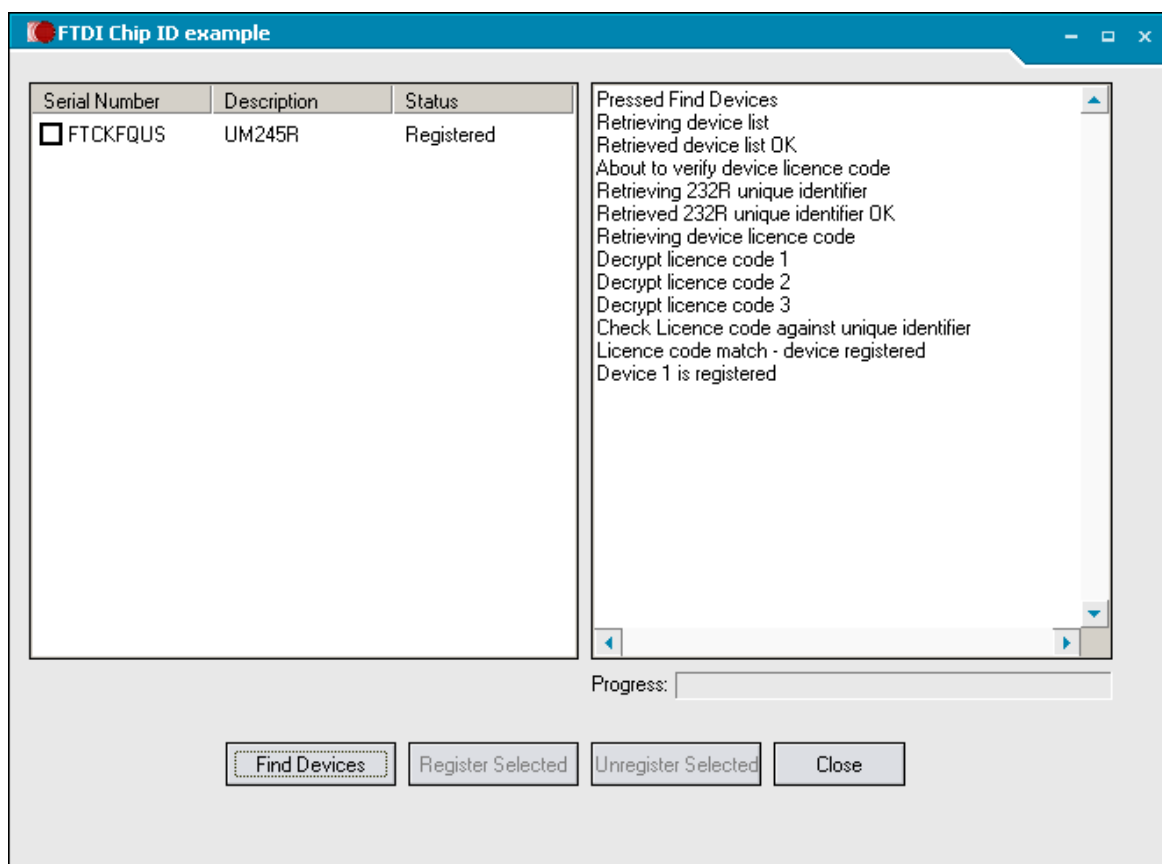 FTDI Chip ID example
Serial Number Description Status
FTCKFQUS UM245R Registered
Pressed Find Devices
Retrieving device list
Retrieved device list OK
About to verify device licence code
Retrieving 232R unique identifier
Retrieved 232R unique identifier OK
Retrieving device licence code
Decrypt licence code 1
Decrypt licence code 2
Decrypt licence code 3
Check Licence code against unique identifier
Licence code match - device registered
Device 1 is registered
Progress:
Find Devices Register Selected Unregister Selected Close